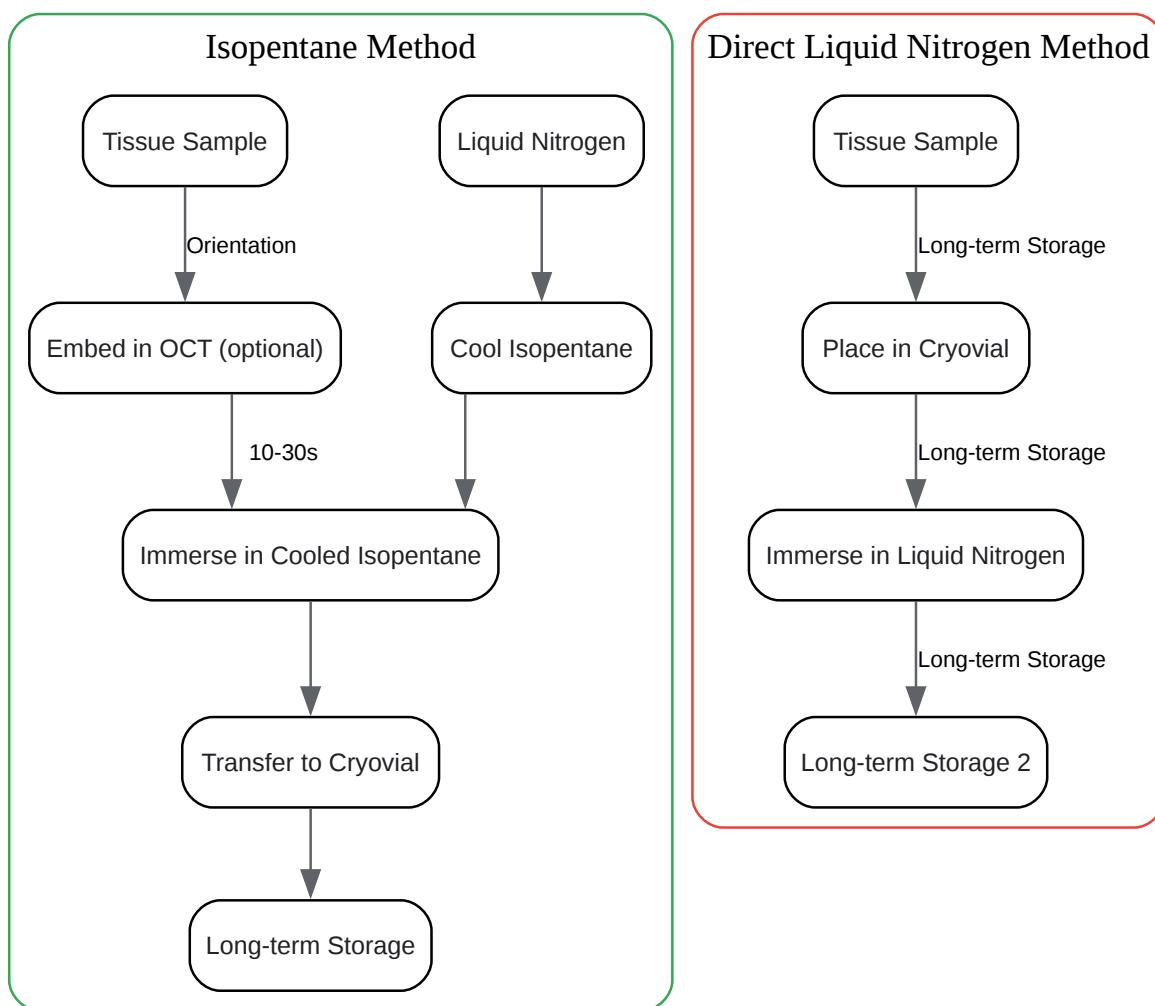 Isopentane Method
Tissue Sample
Liquid Nitrogen
Orientation
Embed in OCT (optional)
Cool Isopentane
10-30s
Immerse in Cooled Isopentane
Transfer to Cryovial
Long-term Storage
Direct Liquid Nitrogen Method
Tissue Sample
Long-term Storage
Place in Cryovial
Long-term Storage
Immerse in Liquid Nitrogen
Long-term Storage
Long-term Storage 2